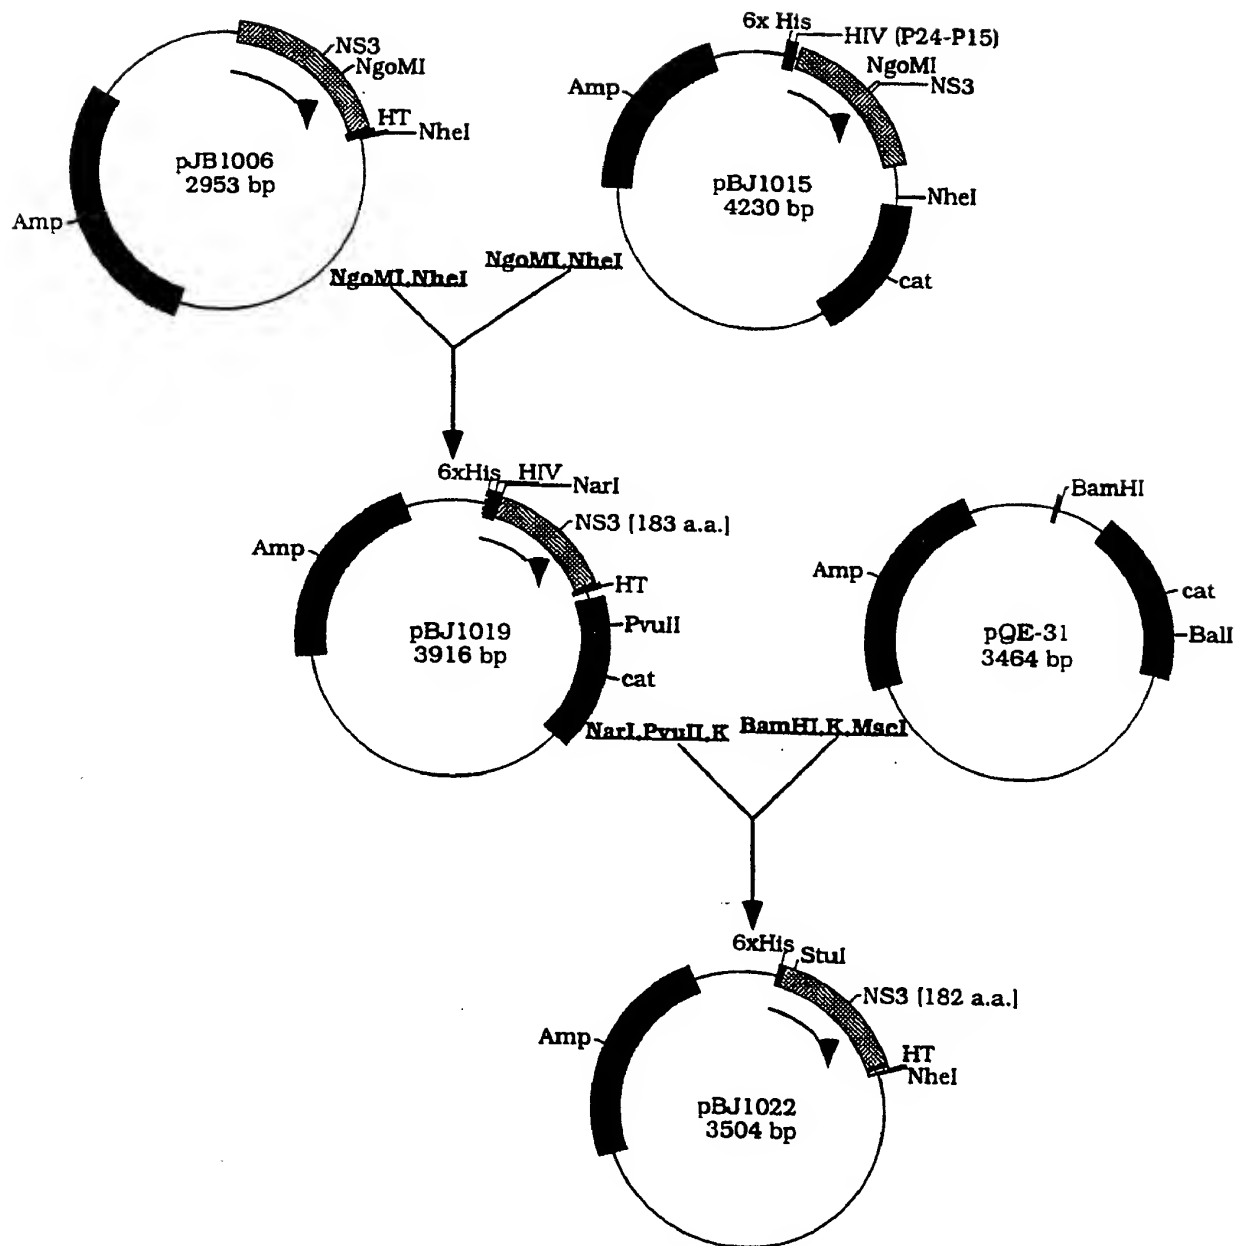 NS3
NgoMI
HT
NheI
pJB1006
2953 bp
Amp
6x His
HIV (P24-P15)
NgoMI
NS3
Amp
pBJ1015
4230 bp
NheI
cat
NgoMI,NheI
NgoMI,NheI
6xHis
HIV
NarI
NS3 [183 a.a.]
Amp
HT
pBJ1019
3916 bp
PvuII
cat
BamHI
Amp
cat
pQE-31
3464 bp
BalI
NarI,PvuII,K
BamHI,K,MscI
6xHis
StuI
NS3 [182 a.a.]
Amp
HT
NheI
pBJ1022
3504 bp